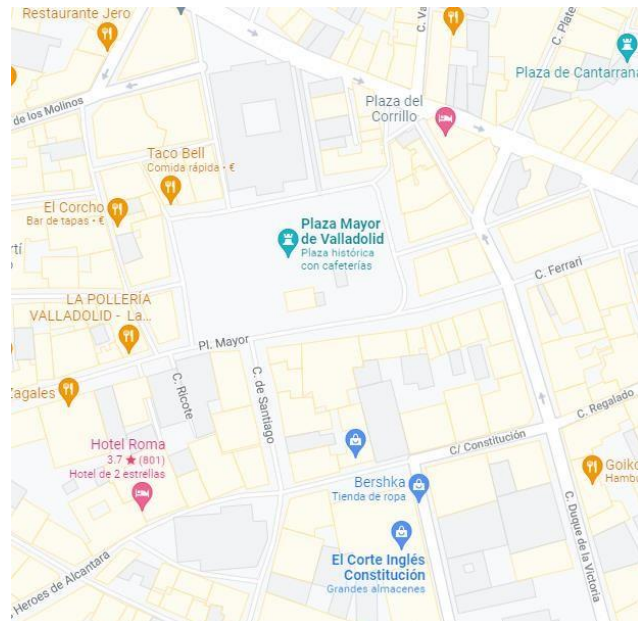 Restaurante Jero
C. Va
C. Plate
Plaza de Cantarrana
Plaza del
Corrillo
de los Molinos
Taco Bell
Comida rápida • €
El Corcho
Bar de tapas • €
Plaza Mayor
de Valladolid
Plaza histórica
con cafeterías
rtí
C. Ferrari
LA POLLERÍA
VALLADOLID - La...
Pl. Mayor
Zagales
C. Ricote
C. de Santiago
C. Regalado
C/ Constitución
Hotel Roma
3.7 ★ (801)
Hotel de 2 estrellas
Bershka
Tienda de ropa
Goiko
Hambu
C. Duque de la Victoria
El Corte Inglés
Constitución
Grandes almacenes
Heroes de Alcantara